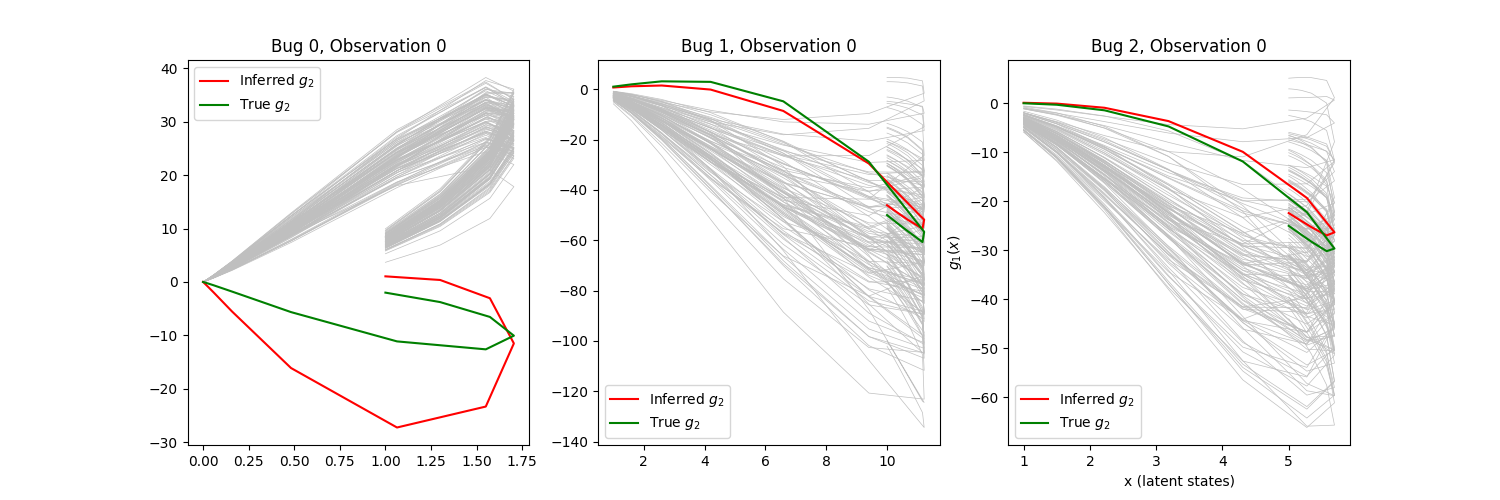 Bug 0, Observation 0
Inferred g₂
True g₂
40
30
20
10
0
−10
−20
−30
0.00 0.25 0.50 0.75 1.00 1.25 1.50 1.75
Bug 1, Observation 0
0
−20
−40
−60
−80
−100
−120
−140
Inferred g₂
True g₂
2 4 6 8 10
Bug 2, Observation 0
g₁(x)
0
−10
−20
−30
−40
−50
−60
Inferred g₂
True g₂
1 2 3 4 5
x (latent states)